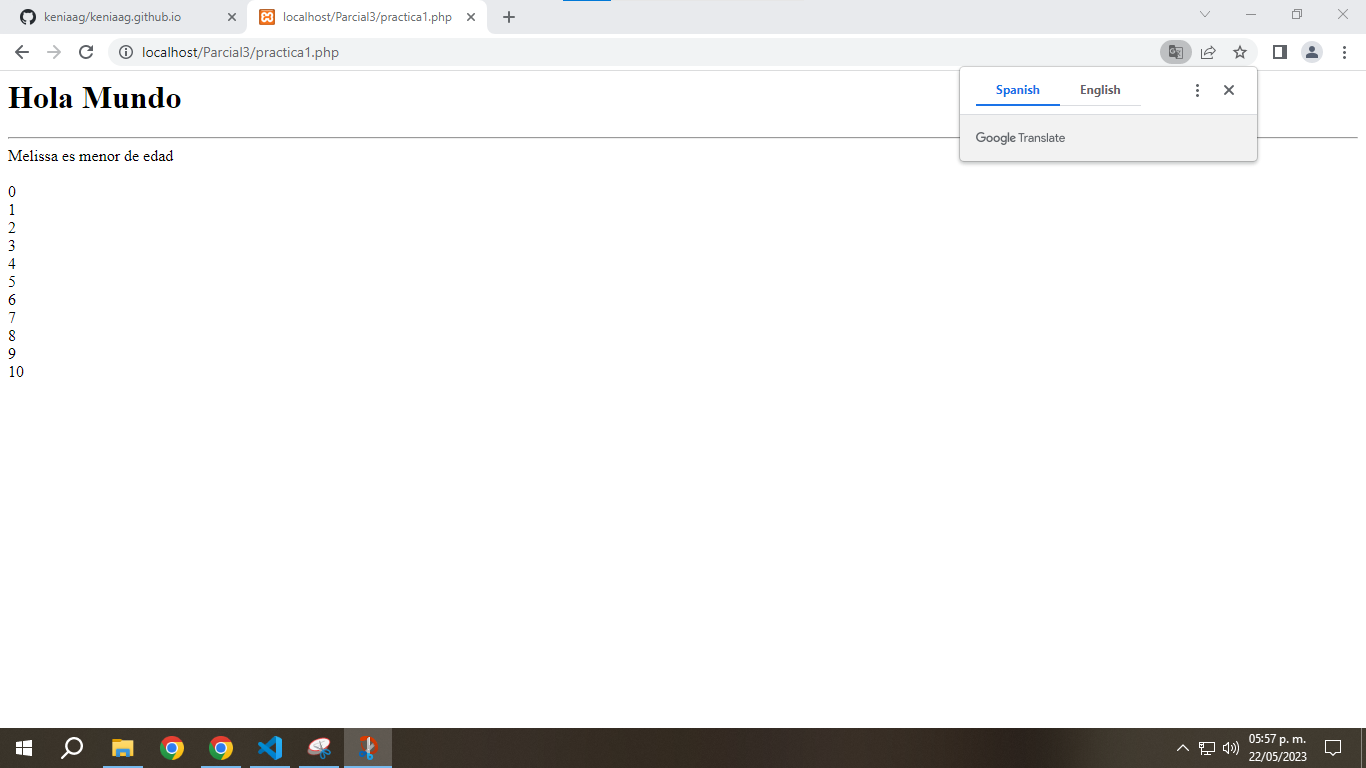 keniaag/keniaag.github.io
localhost/Parcial3/practica1.php
localhost/Parcial3/practica1.php
Spanish English
Google Translate
Hola Mundo
Melissa es menor de edad
0
1
2
3
4
5
6
7
8
9
10
05:57 p. m.
22/05/2023